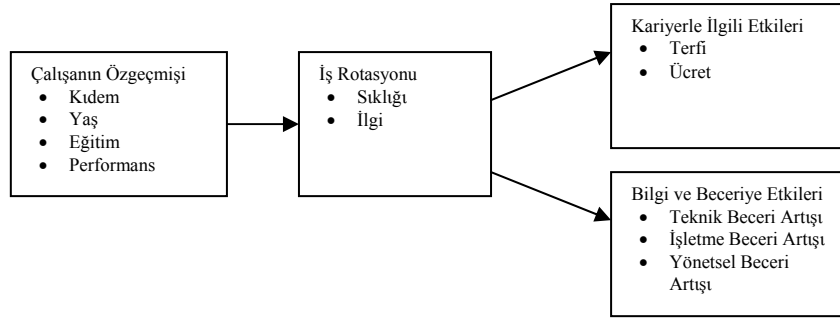 Çalışanın Özgeçmişi
• Kıdem
• Yaş
• Eğitim
• Performans
İş Rotasyonu
• Sıklığı
• İlgi
Kariyerle İlgili Etkileri
• Terfi
• Ücret
Bilgi ve Beceriye Etkileri
• Teknik Beceri Artışı
• İşletme Beceri Artışı
• Yönetsel Beceri
Artışı